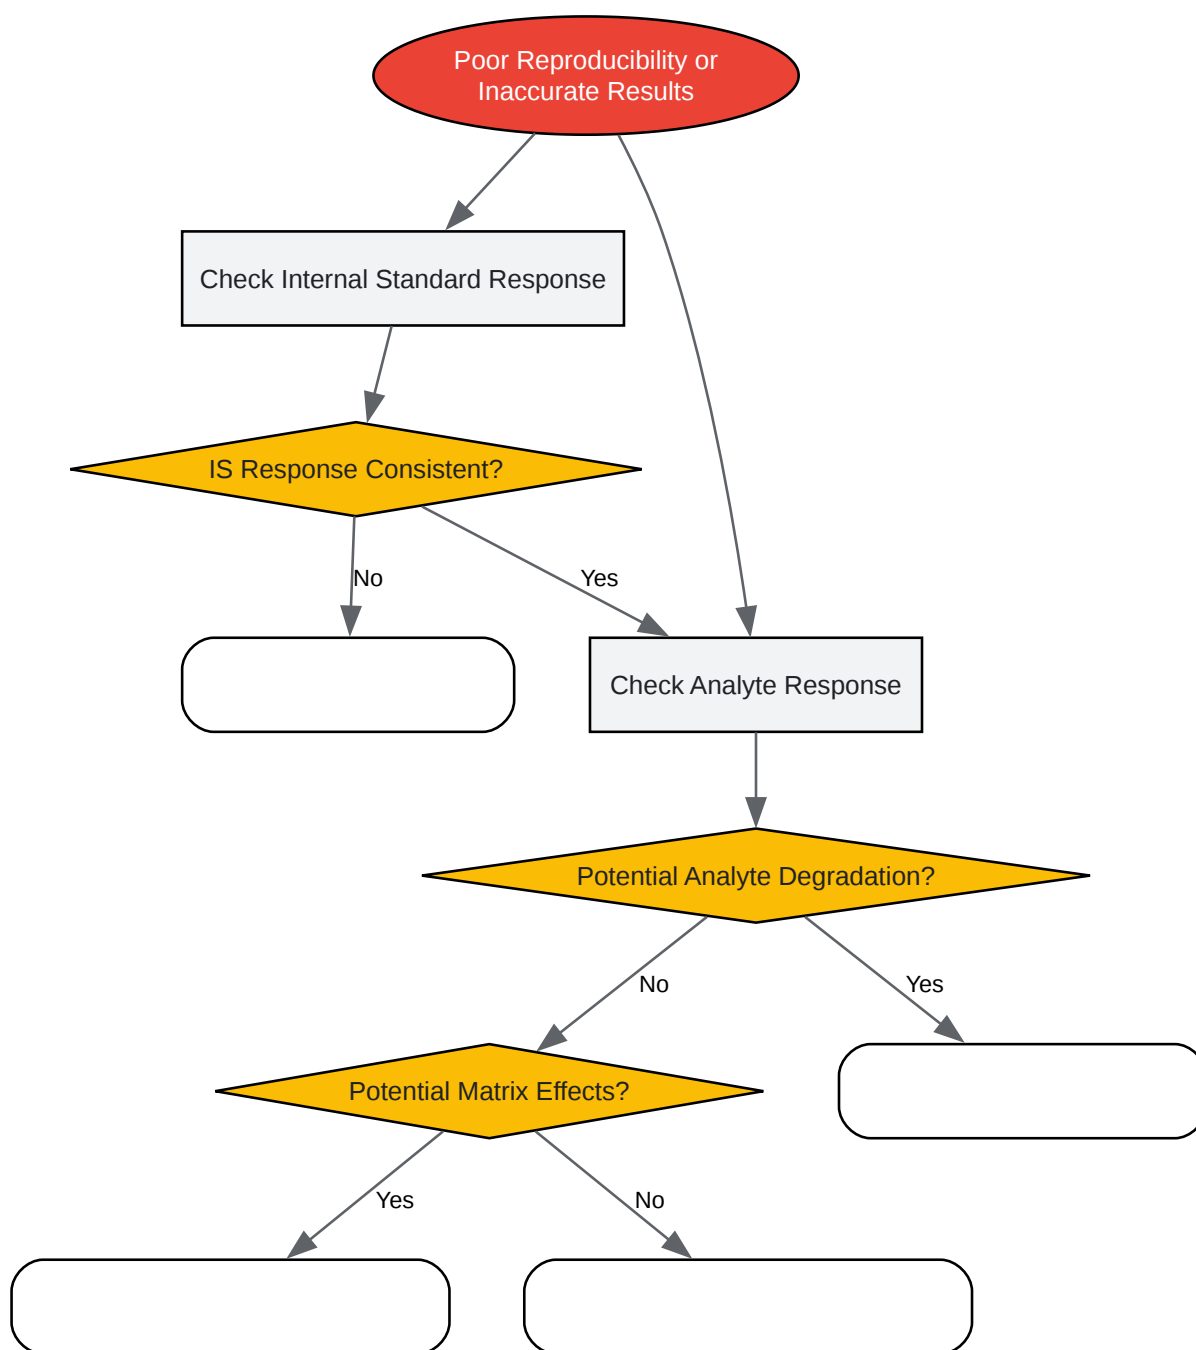 Poor Reproducibility or
Inaccurate Results
Check Internal Standard Response
IS Response Consistent?
No
Yes
Check Analyte Response
Potential Analyte Degradation?
No
Yes
Potential Matrix Effects?
Yes
No